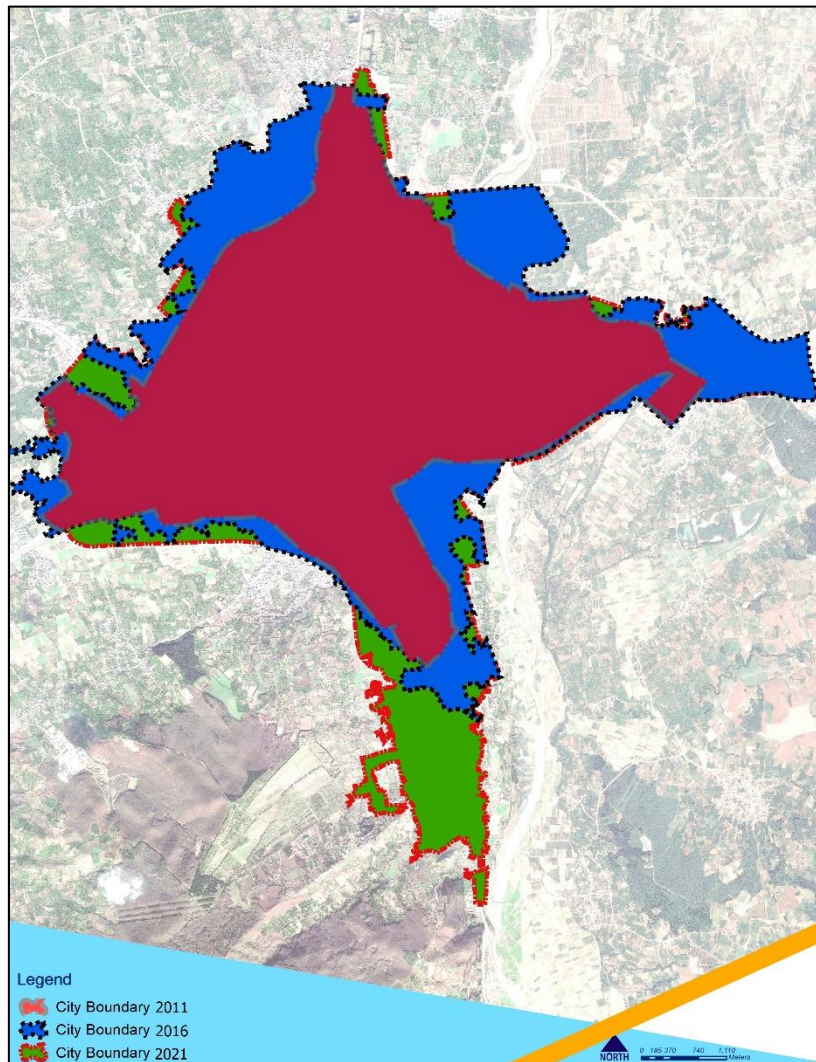 Legend
City Boundary 2011
City Boundary 2016
City Boundary 2021
NORTH
0 185 370 740 1,110
Meters